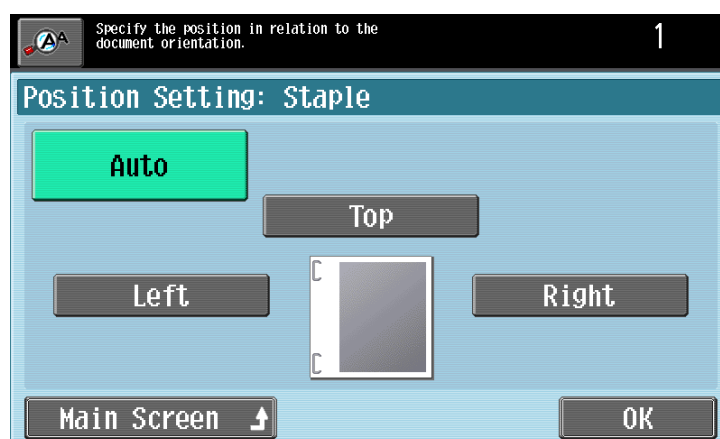 AA
Specify the position in relation to the
document orientation.
1
Position Setting: Staple
Auto
Top
Left
Right
Main Screen
OK